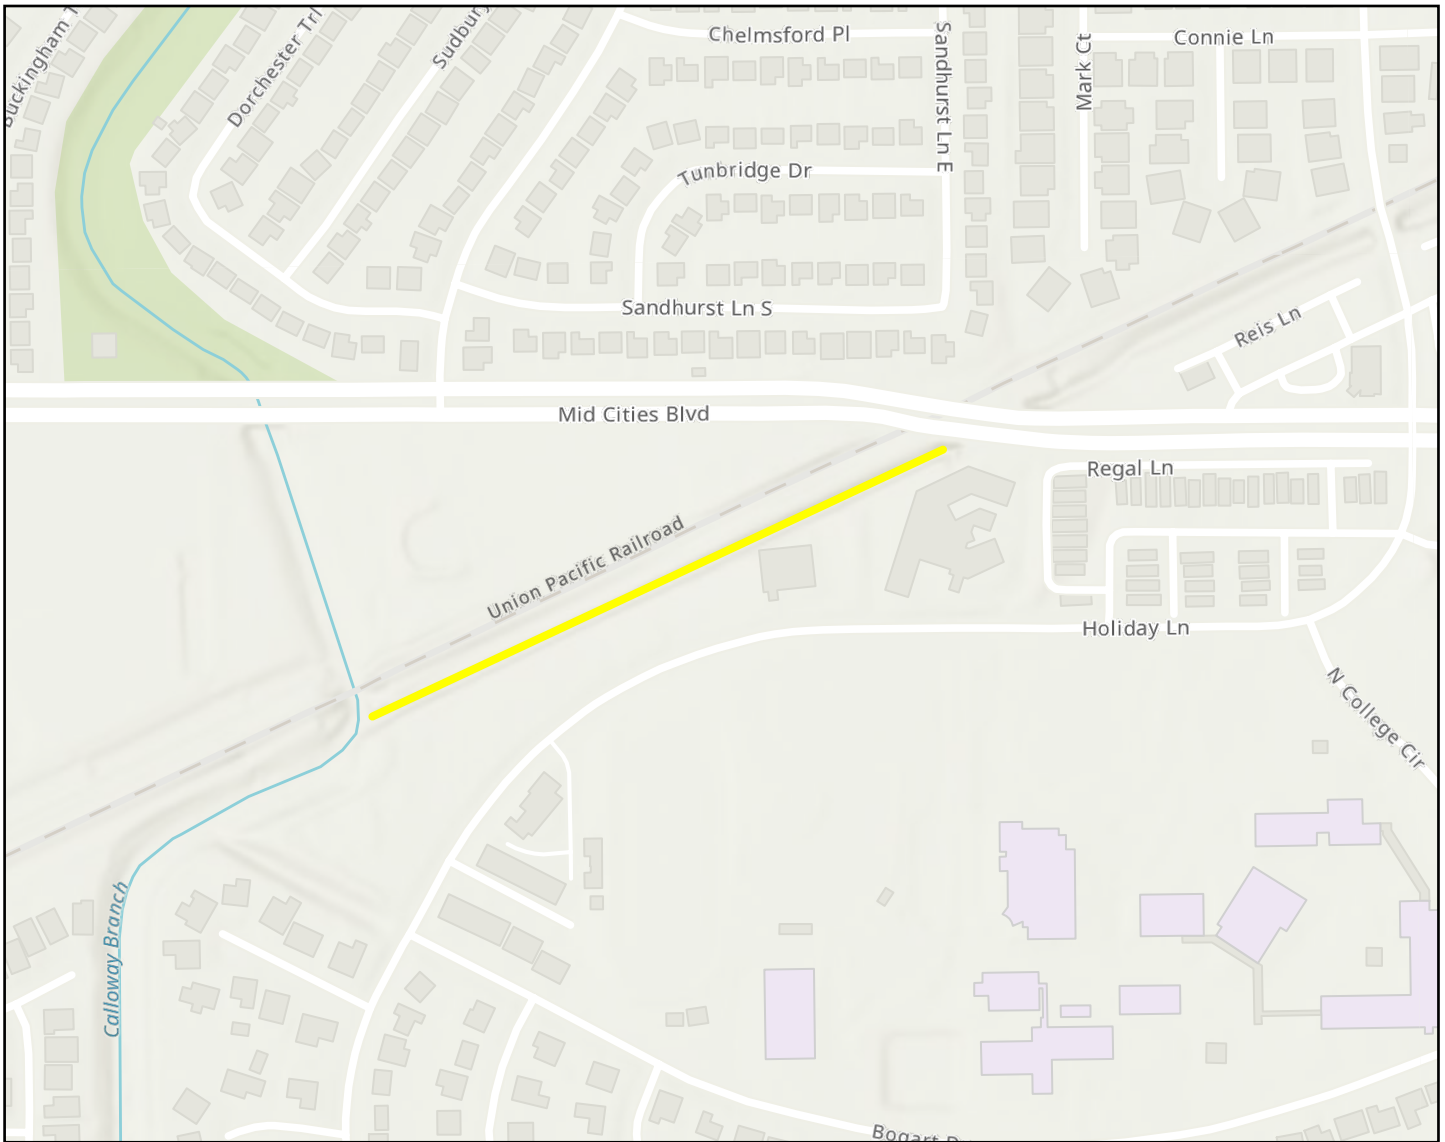 Buckingham T
Dorchester Trl
Sudbury
Chelmsford Pl
Sandhurst Ln E
Mark Ct
Connie Ln
Tunbridge Dr
Sandhurst Ln S
Reis Ln
Mid Cities Blvd
Regal Ln
Union Pacific Railroad
Holiday Ln
N College Cir
Calloway Branch
Bogart D